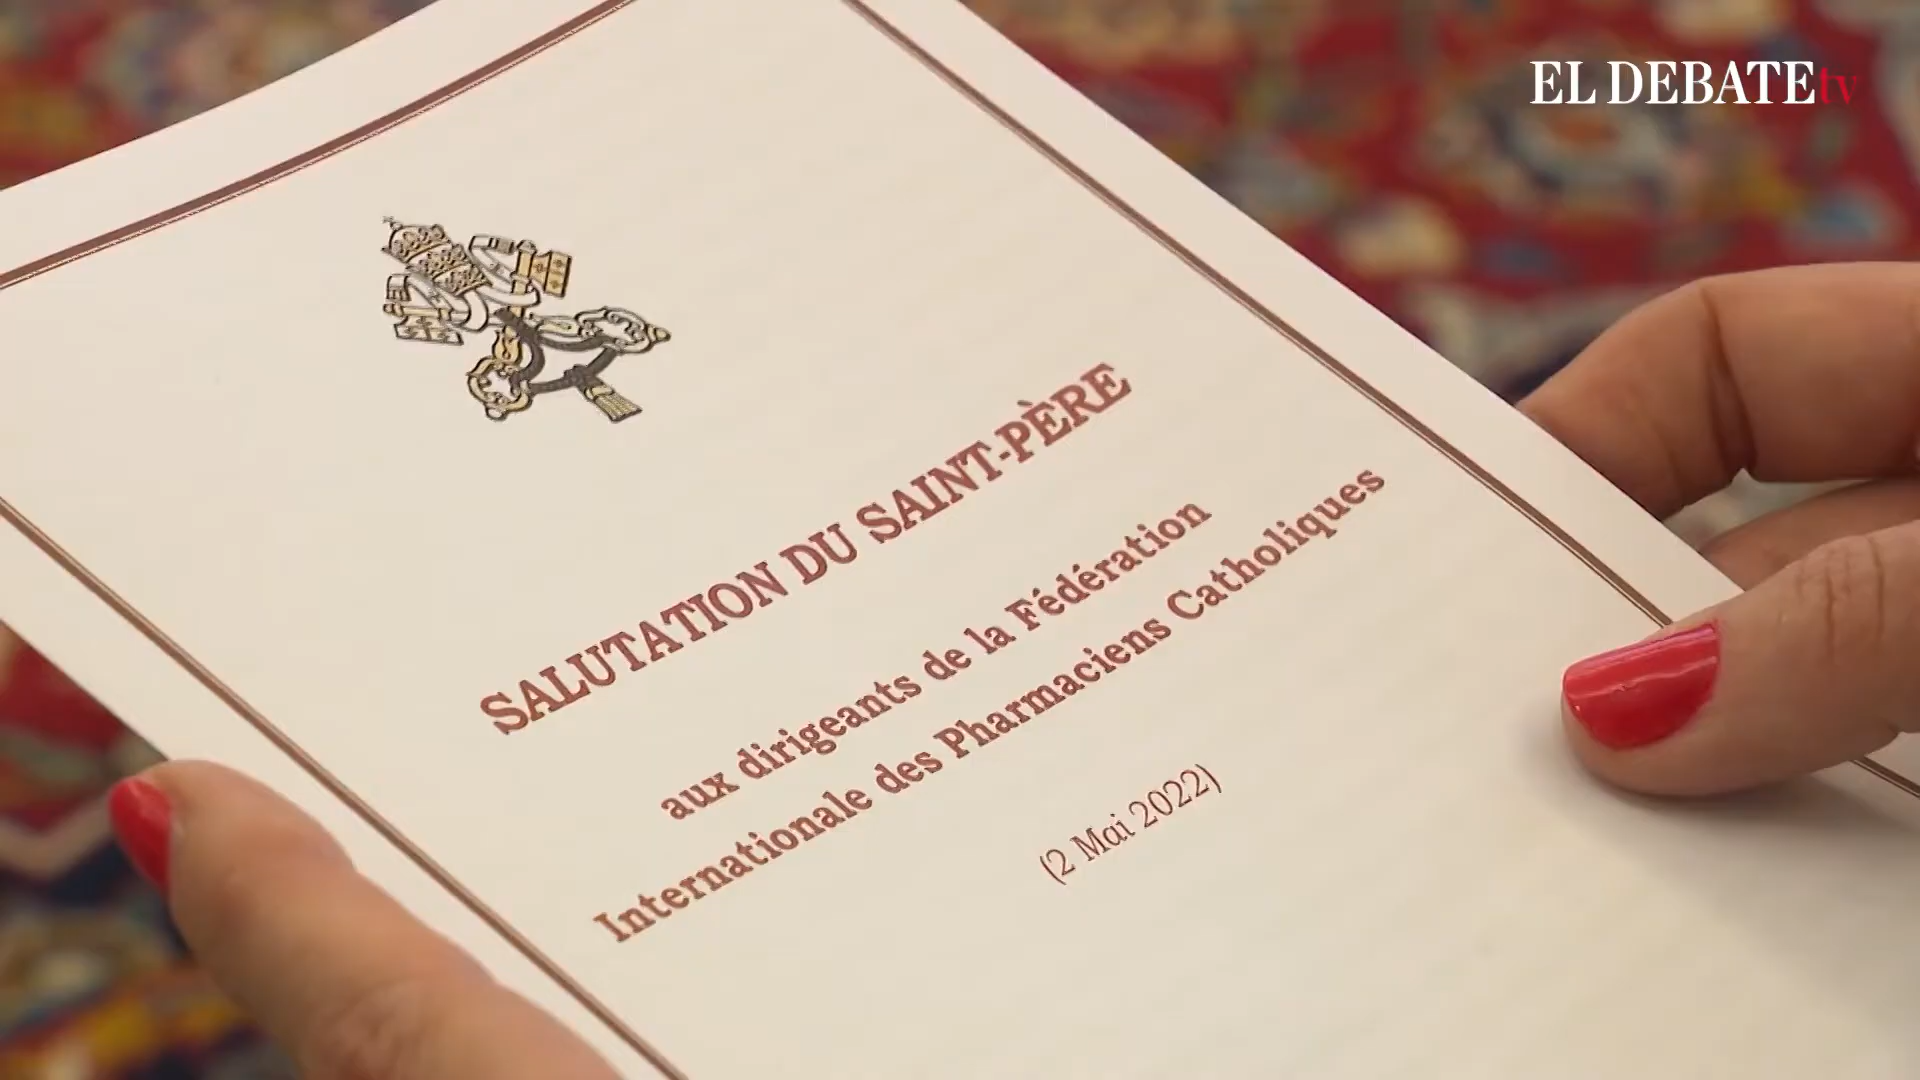 EL DEBATEtv
SALUTATION DU SAINT-PÈRE
aux dirigeants de la Fédération
Internationale des Pharmaciens Catholiques
(2 Mai 2022)